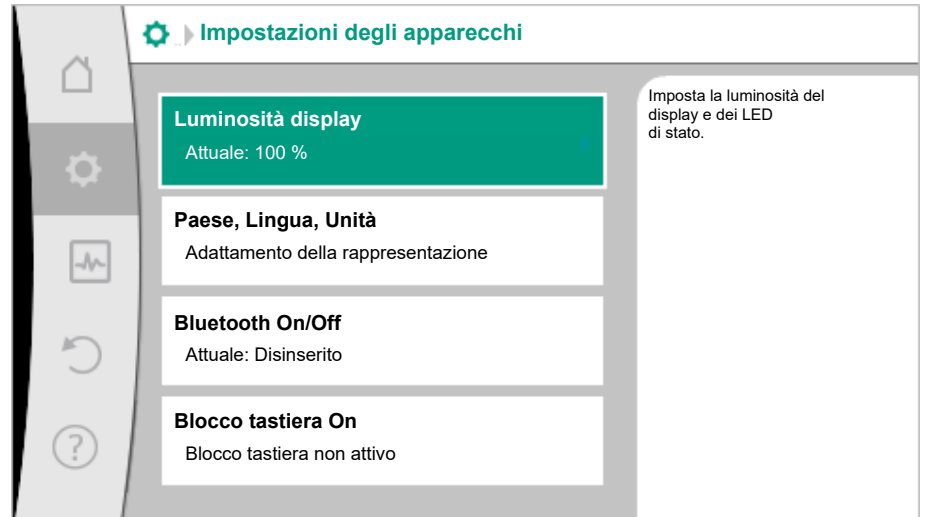 Impostazioni degli apparecchi
Luminosità display
Attuale: 100 %
Paese, Lingua, Unità
Adattamento della rappresentazione
Bluetooth On/Off
Attuale: Disinserito
Blocco tastiera On
Blocco tastiera non attivo
Imposta la luminosità del
display e dei LED
di stato.
?